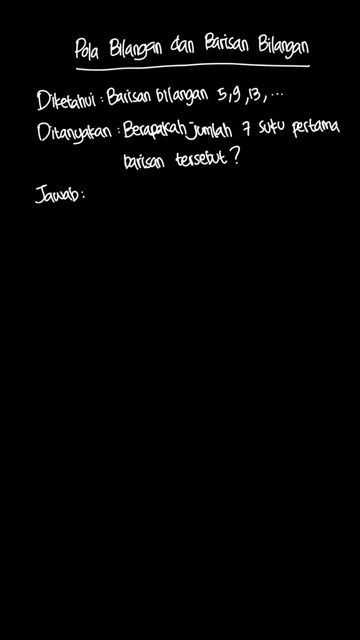 Pola Bilangan dan Barisan Bilangan
Diketahui : Barisan bilangan 5, 9, 13, ...
Ditanyakan : Berapakah jumlah 7 suku pertama
barisan tersebut ?
Jawab :